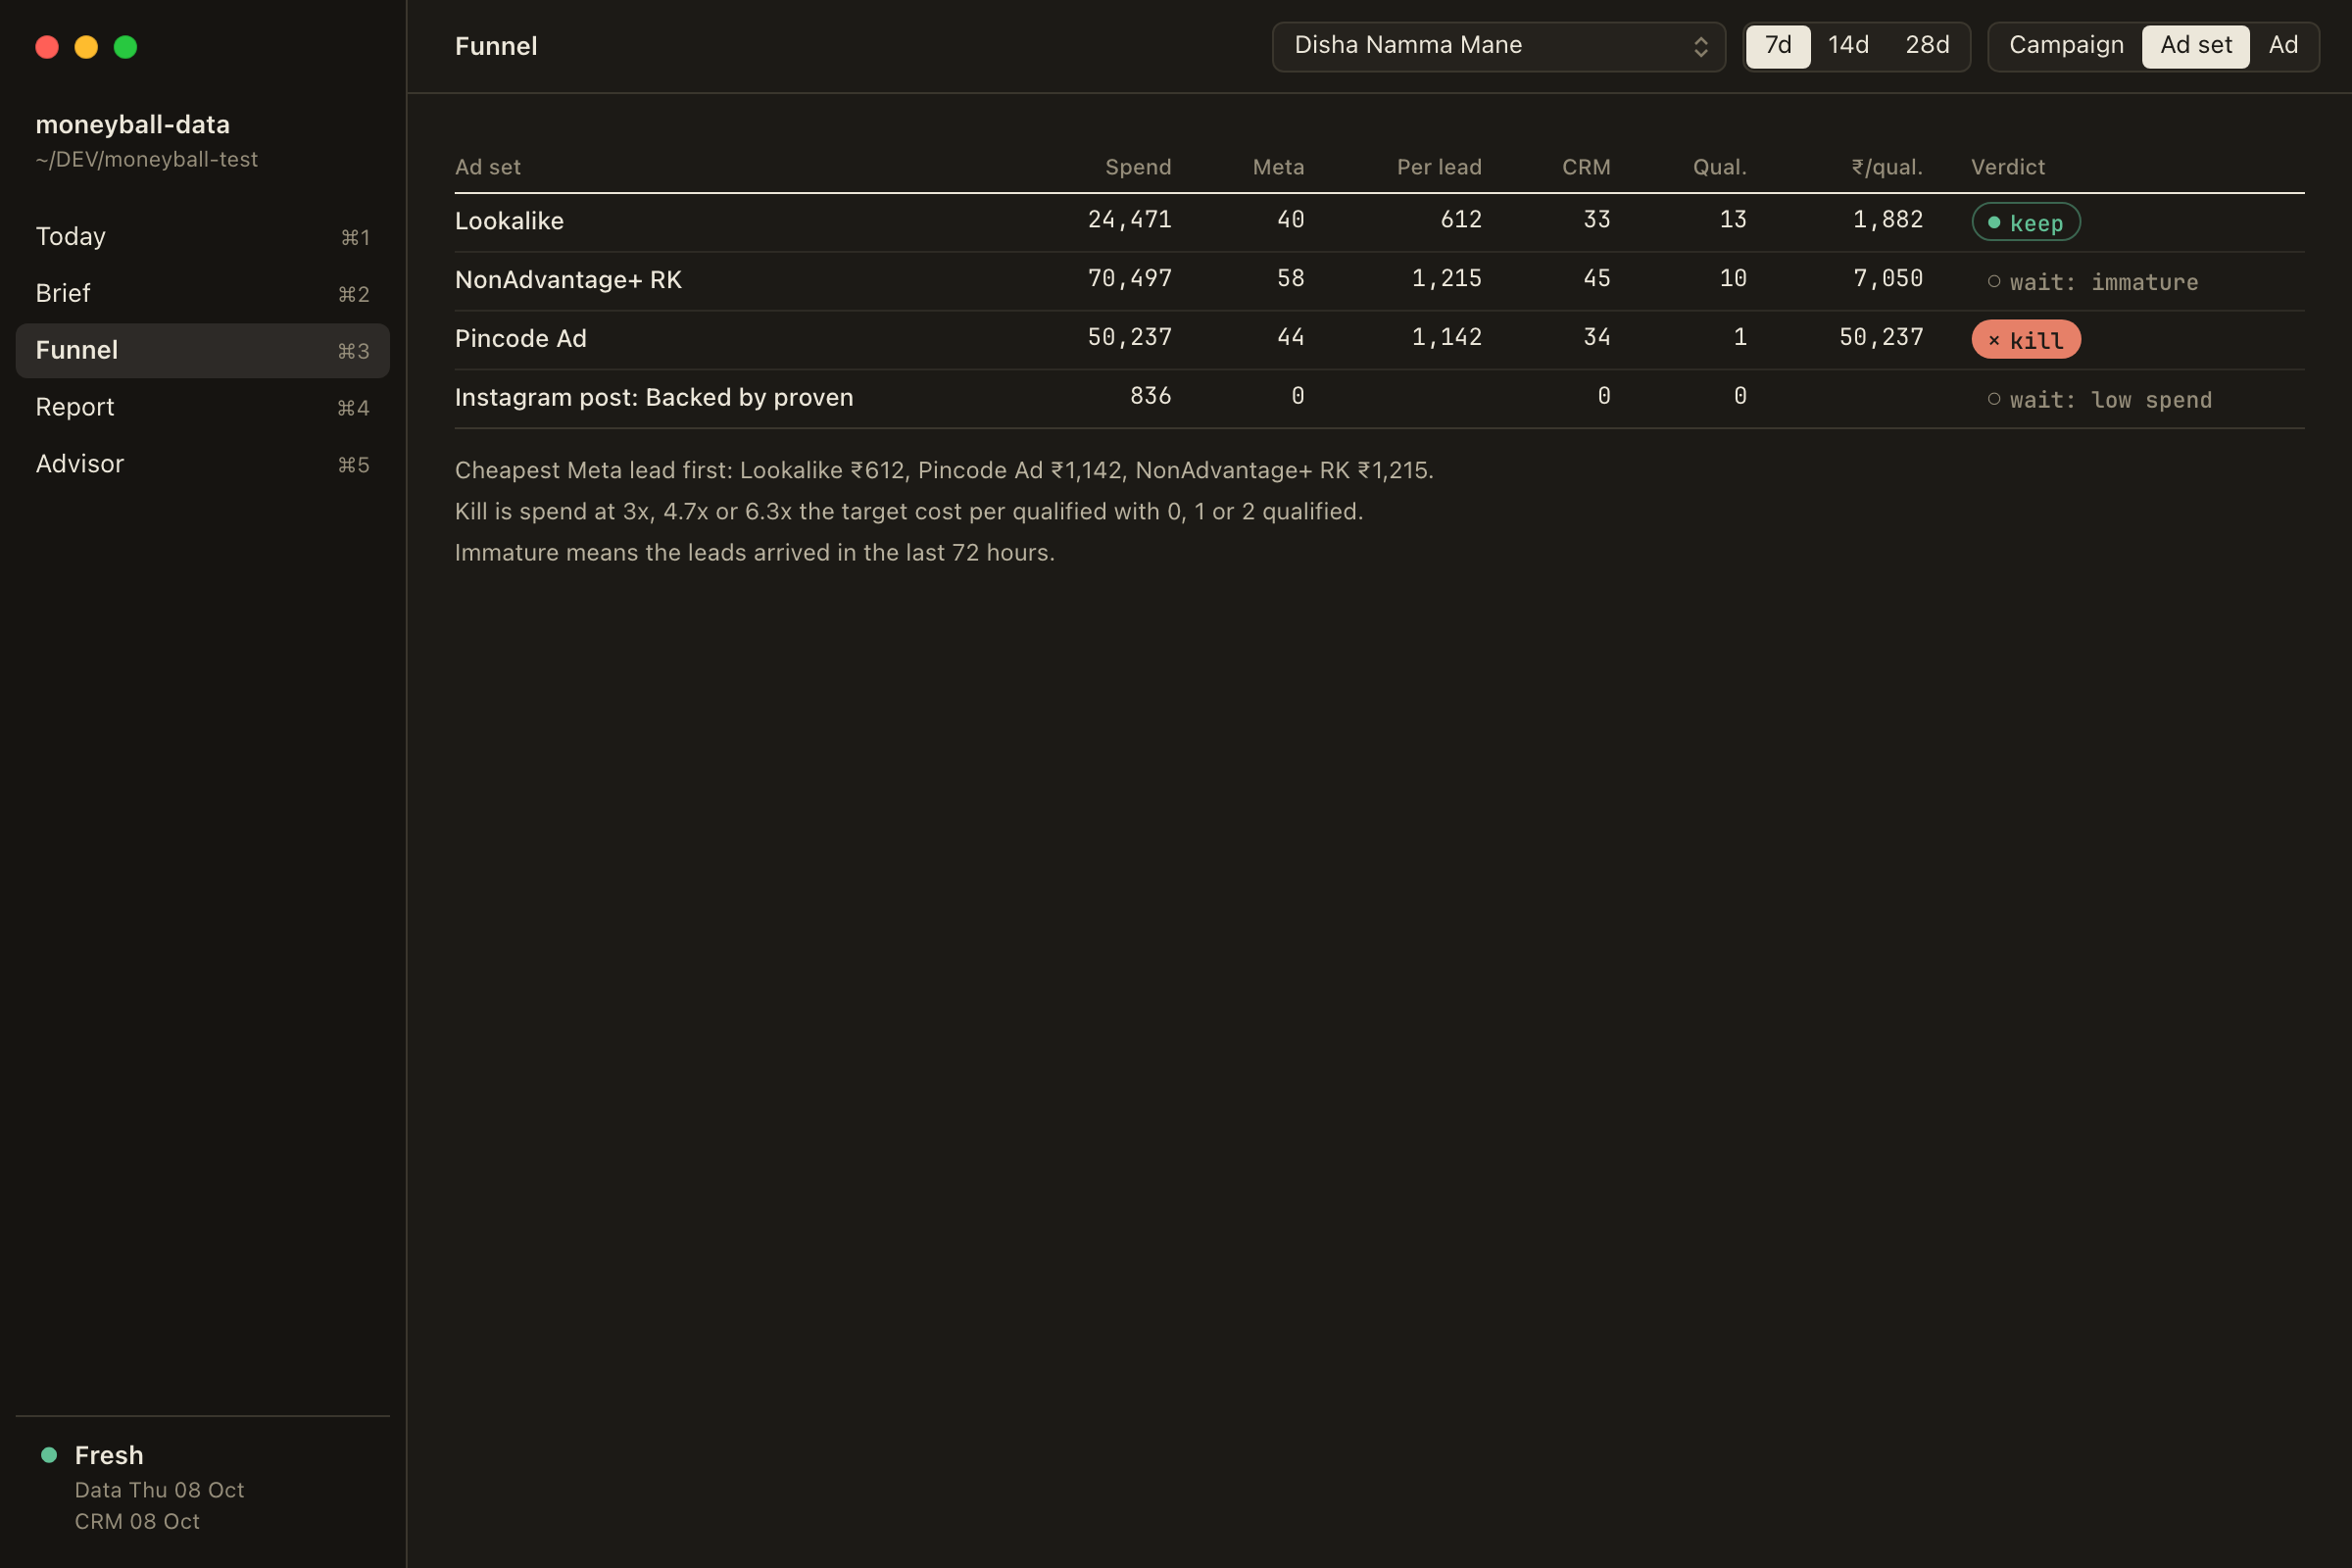 Funnel
Disha Namma Mane
7d 14d 28d
Campaign Ad set Ad
moneyball-data
~/DEV/moneyball-test
Today ⌘1
Brief ⌘2
Funnel ⌘3
Report ⌘4
Advisor ⌘5
Ad set Spend Meta Per lead CRM Qual. ₹/qual. Verdict
Lookalike 24,471 40 612 33 13 1,882 keep
NonAdvantage+ RK 70,497 58 1,215 45 10 7,050 wait: immature
Pincode Ad 50,237 44 1,142 34 1 50,237 × kill
Instagram post: Backed by proven 836 0 0 0 wait: low spend
Cheapest Meta lead first: Lookalike ₹612, Pincode Ad ₹1,142, NonAdvantage+ RK ₹1,215.
Kill is spend at 3x, 4.7x or 6.3x the target cost per qualified with 0, 1 or 2 qualified.
Immature means the leads arrived in the last 72 hours.
Fresh
Data Thu 08 Oct
CRM 08 Oct